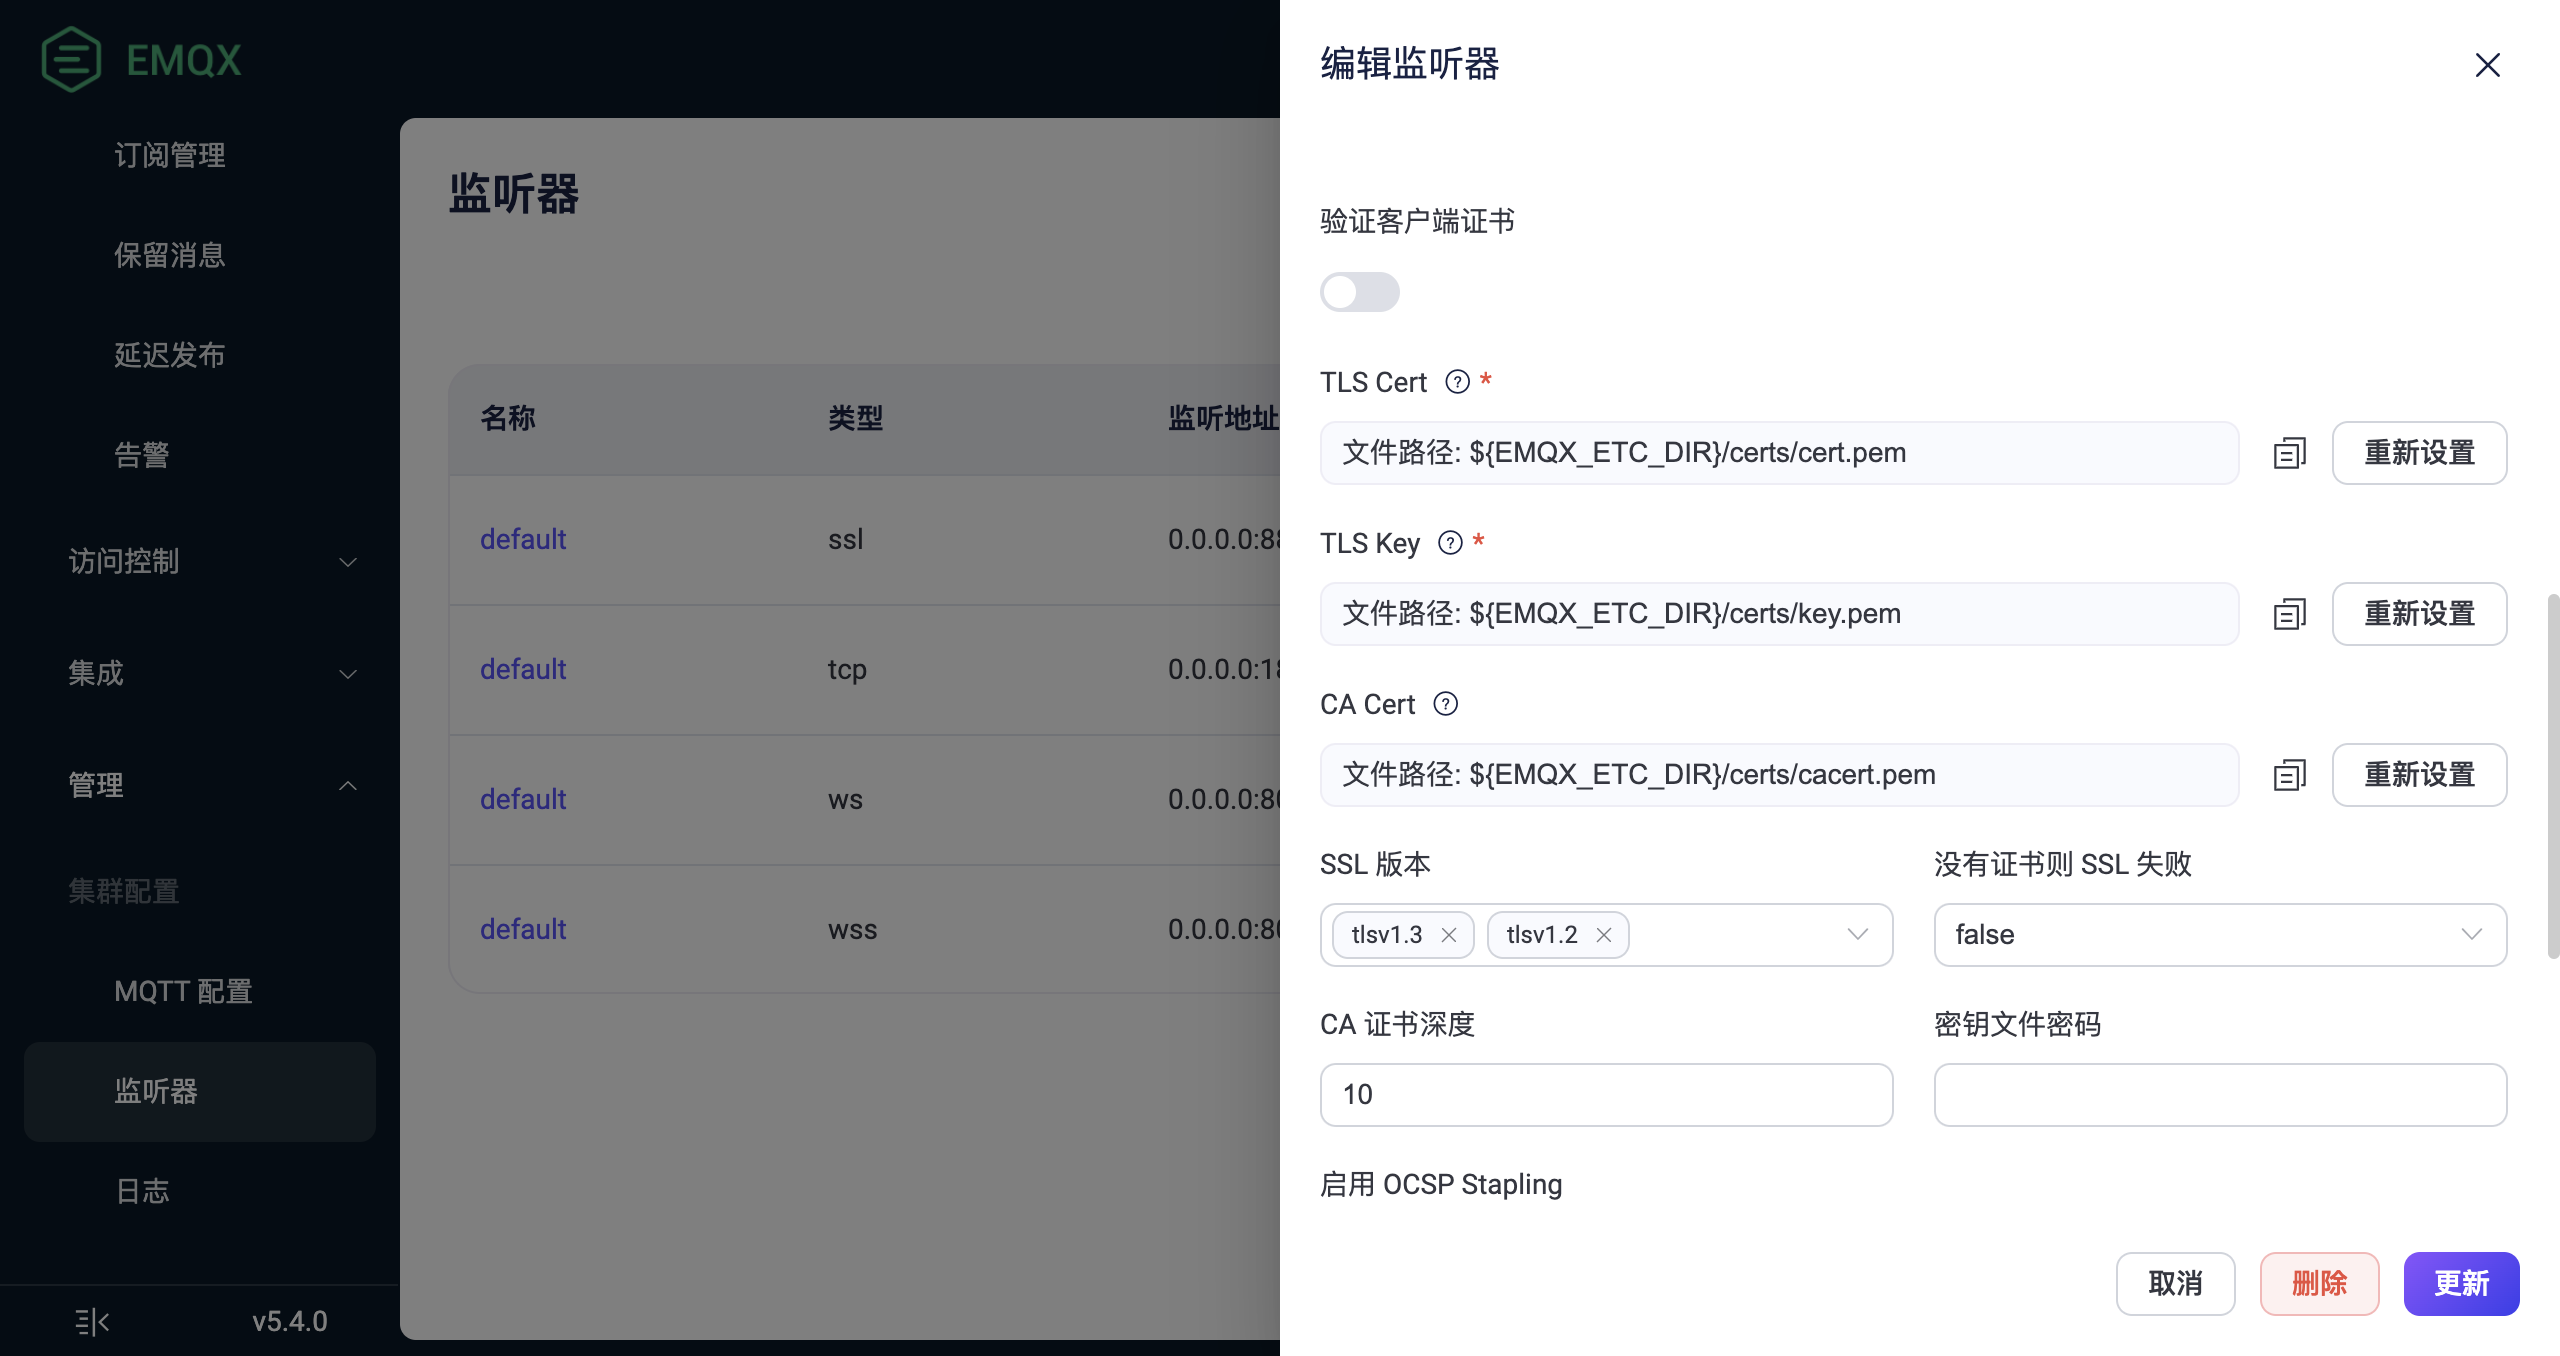 EMQX
订阅管理
保留消息
延迟发布
告警
访问控制
集成
管理
集群配置
MQTT 配置
监听器
日志
v5.4.0
监听器
名称 类型 监听地址
default ssl 0.0.0.0:88
default tcp 0.0.0.0:18
default ws 0.0.0.0:80
default wss 0.0.0.0:80
编辑监听器
验证客户端证书
TLS Cert ? *
文件路径: ${EMQX_ETC_DIR}/certs/cert.pem 重新设置
TLS Key ? *
文件路径: ${EMQX_ETC_DIR}/certs/key.pem 重新设置
CA Cert ?
文件路径: ${EMQX_ETC_DIR}/certs/cacert.pem 重新设置
SSL 版本 没有证书则 SSL 失败
tlsv1.3 tlsv1.2 false
CA 证书深度 密钥文件密码
10
启用 OCSP Stapling
取消 删除 更新